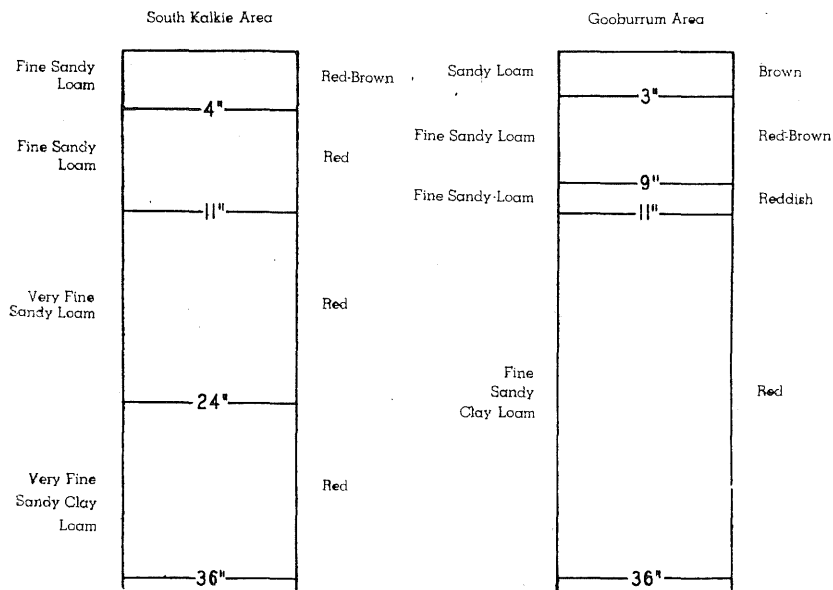 South Kalkie Area
Fine Sandy
Loam
Red-Brown
4"
Fine Sandy
Loam
Red
11"
Very Fine
Sandy Loam
Red
24"
Very Fine
Sandy Clay
Loam
Red
36"
Gooburrum Area
Sandy Loam
Brown
3"
Fine Sandy Loam
Red-Brown
9"
Fine Sandy-Loam
Reddish
11"
Fine
Sandy
Clay Loam
Red
36"